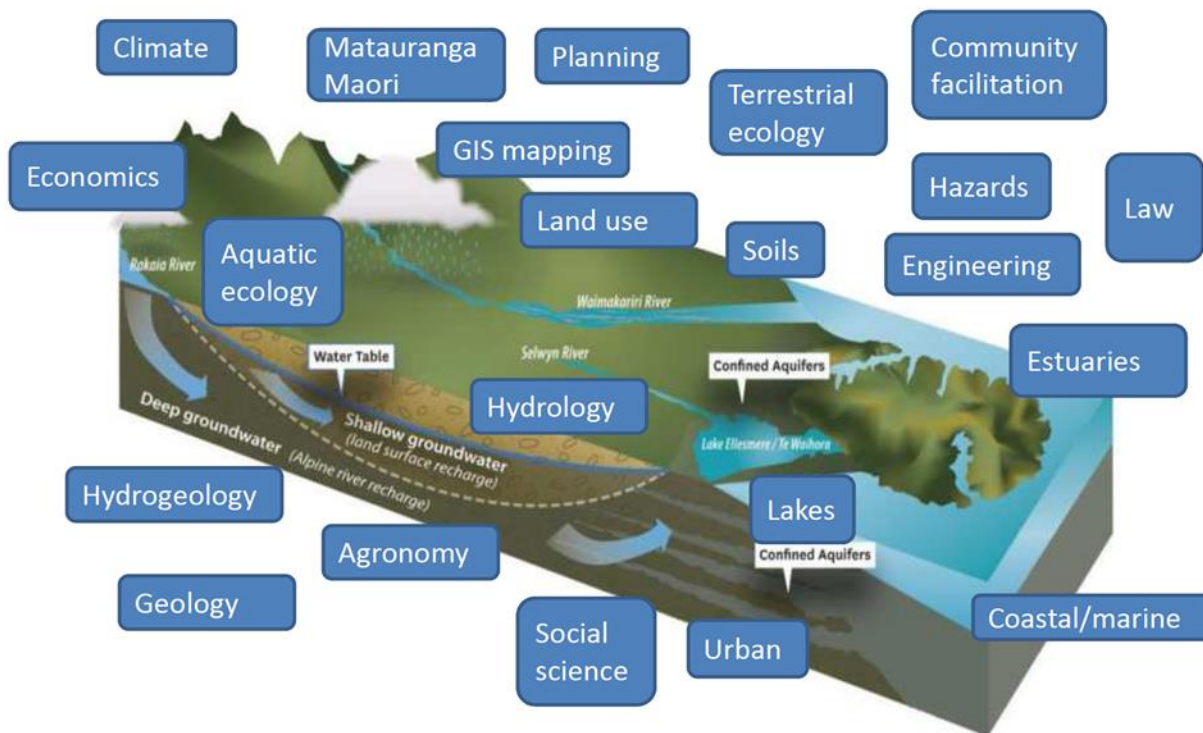 Climate
Matauranga
Maori
Planning
Community
facilitation
Terrestrial
ecology
GIS mapping
Economics
Hazards
Law
Land use
Soils
Engineering
Aquatic
ecology
Rakaia River
Waimakariri River
Water Table
Selwyn River
Confined Aquifers
Estuaries
Hydrology
Deep groundwater
(Alpine river recharge)
Shallow groundwater
(land surface recharge)
Lake Ellesmere / Te Waihora
Hydrogeology
Lakes
Agronomy
Confined Aquifers
Geology
Social
science
Urban
Coastal/marine